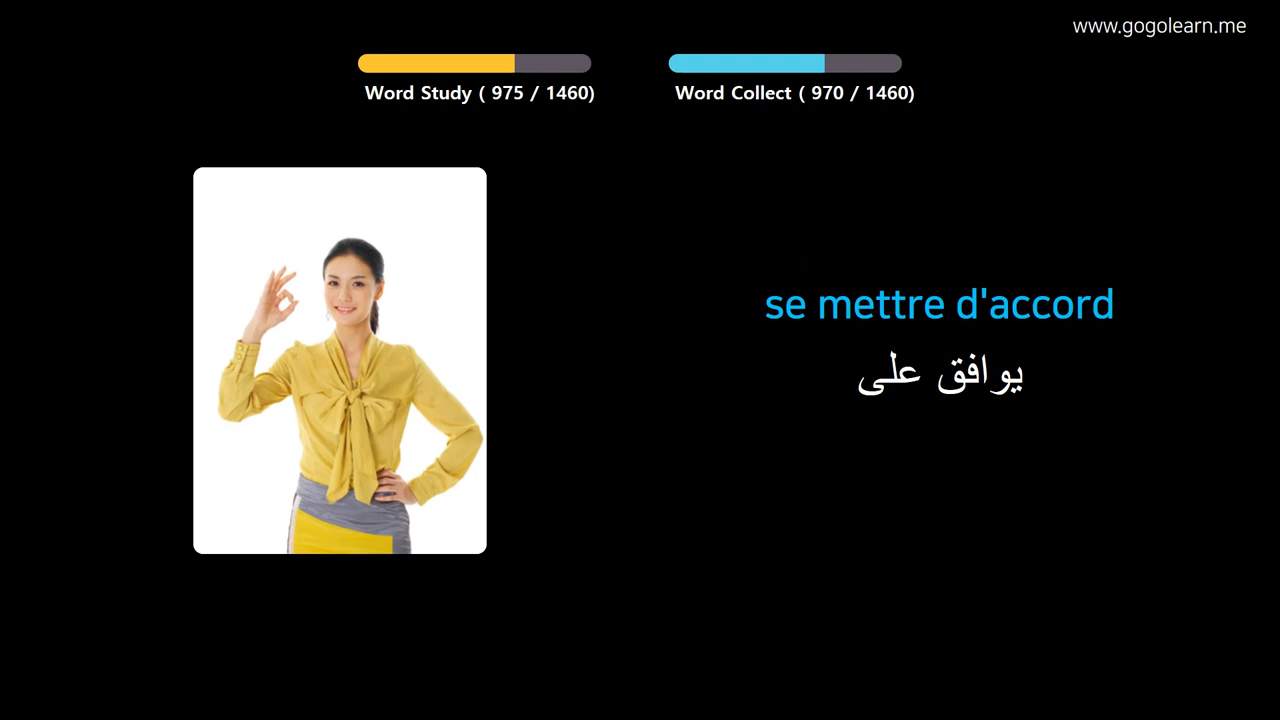 www.gogolearn.me
Word Study ( 975 / 1460)
Word Collect ( 970 / 1460)
se mettre d'accord
يوافق على